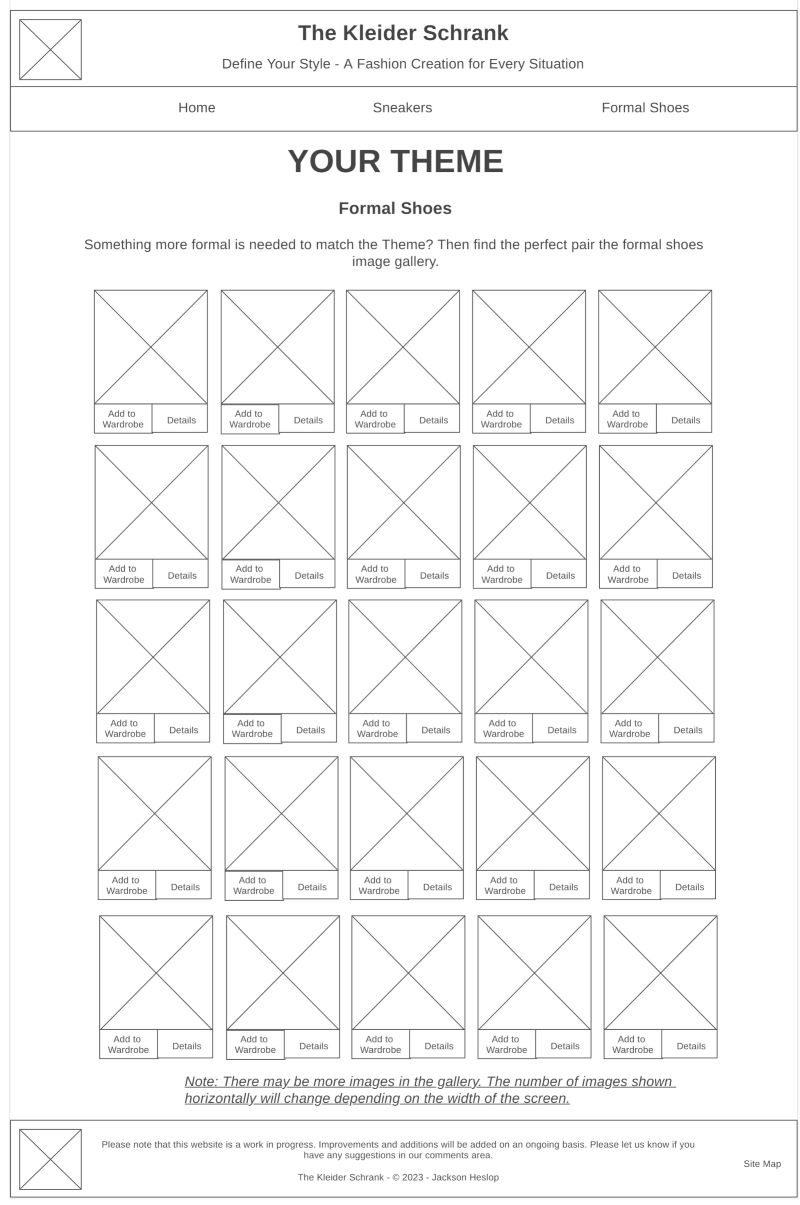 The Kleider Schrank
Define Your Style - A Fashion Creation for Every Situation
Home Sneakers Formal Shoes
YOUR THEME
Formal Shoes
Something more formal is needed to match the Theme? Then find the perfect pair the formal shoes
image gallery.
Add to Add to Add to Add to Add to
Wardrobe Details Wardrobe Details Wardrobe Details Wardrobe Details Wardrobe Details
Add to Add to Add to Add to Add to
Wardrobe Details Wardrobe Details Wardrobe Details Wardrobe Details Wardrobe Details
Add to Add to Add to Add to Add to
Wardrobe Details Wardrobe Details Wardrobe Details Wardrobe Details Wardrobe Details
Add to Add to Add to Add to Add to
Wardrobe Details Wardrobe Details Wardrobe Details Wardrobe Details Wardrobe Details
Add to Add to Add to Add to Add to
Wardrobe Details Wardrobe Details Wardrobe Details Wardrobe Details Wardrobe Details
Note: There may be more images in the gallery. The number of images shown
horizontally will change depending on the width of the screen.
Please note that this website is a work in progress. Improvements and additions will be added on an ongoing basis. Please let us know if you
have any suggestions in our comments area.
Site Map
The Kleider Schrank - © 2023 - Jackson Heslop